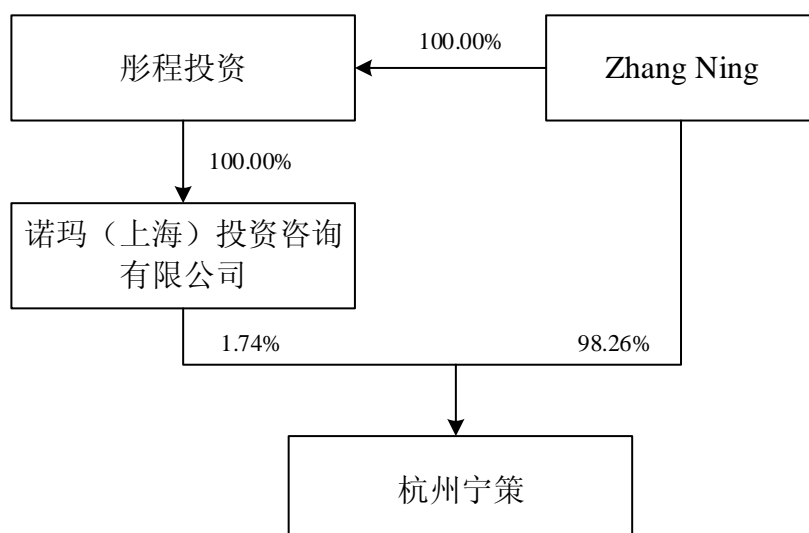 彤程投资
100.00%
Zhang Ning
100.00%
诺玛（上海）投资咨询
有限公司
1.74%
98.26%
杭州宁策